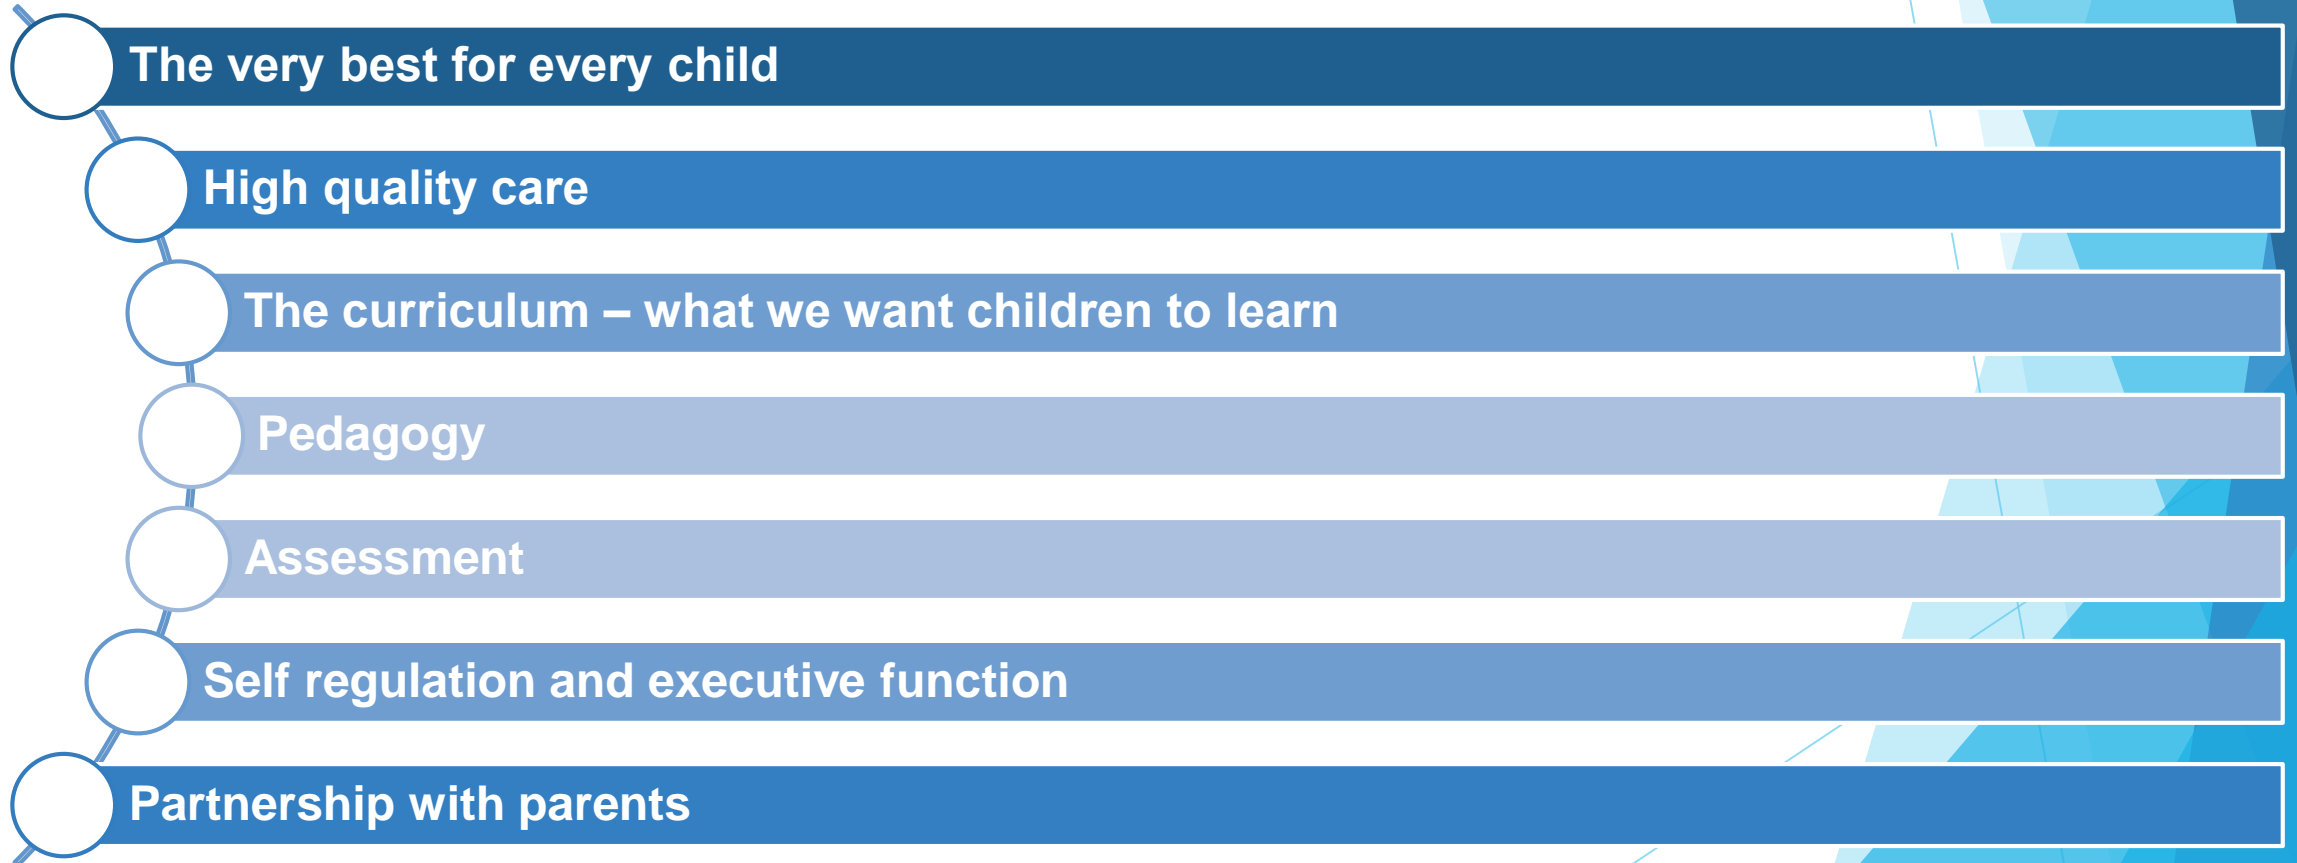 The very best for every child
High quality care
The curriculum – what we want children to learn
Pedagogy
Assessment
Self regulation and executive function
Partnership with parents